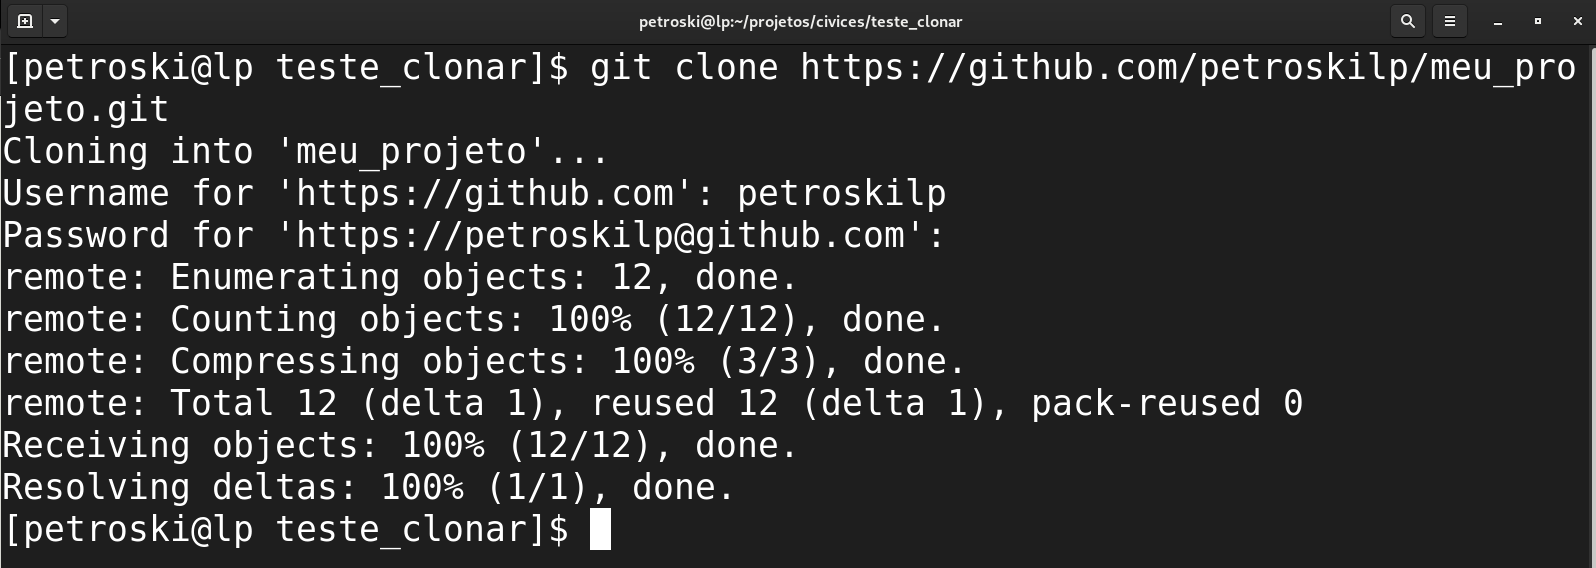 petroski@lp:~/projetos/civices/teste_clonar
[petroski@lp teste_clonar]$ git clone https://github.com/petroskilp/meu_pro
jeto.git
Cloning into 'meu_projeto'...
Username for 'https://github.com': petroskilp
Password for 'https://petroskilp@github.com':
remote: Enumerating objects: 12, done.
remote: Counting objects: 100% (12/12), done.
remote: Compressing objects: 100% (3/3), done.
remote: Total 12 (delta 1), reused 12 (delta 1), pack-reused 0
Receiving objects: 100% (12/12), done.
Resolving deltas: 100% (1/1), done.
[petroski@lp teste_clonar]$